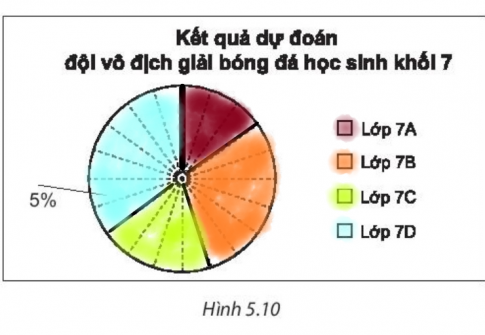 Kết quả dự đoán
đội vô địch giải bóng đá học sinh khối 7
Lớp 7A
Lớp 7B
Lớp 7C
Lớp 7D
5%
Hình 5.10